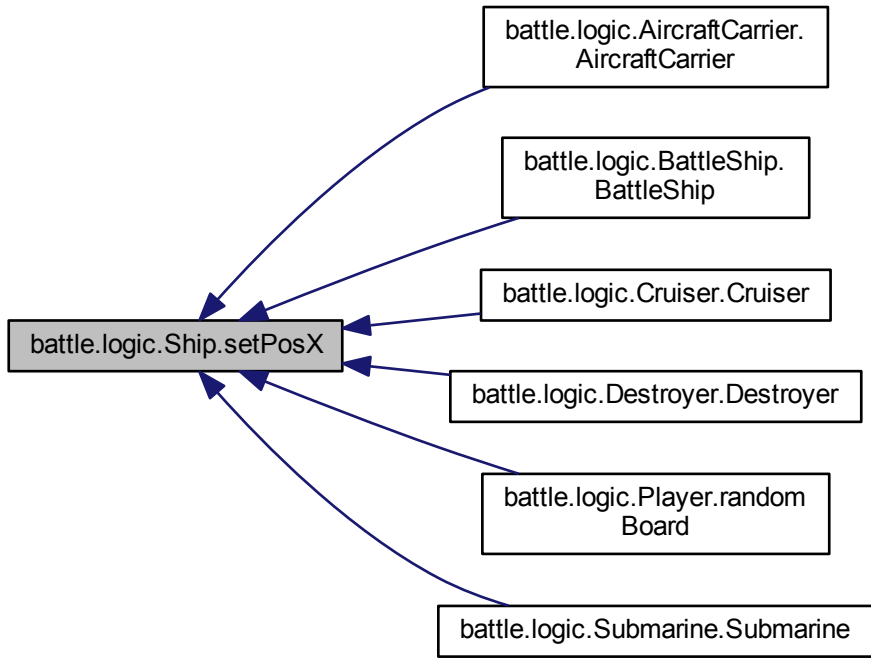 battle.logic.AircraftCarrier.
AircraftCarrier
battle.logic.BattleShip.
BattleShip
battle.logic.Cruiser.Cruiser
battle.logic.Ship.setPosX
battle.logic.Destroyer.Destroyer
battle.logic.Player.random
Board
battle.logic.Submarine.Submarine